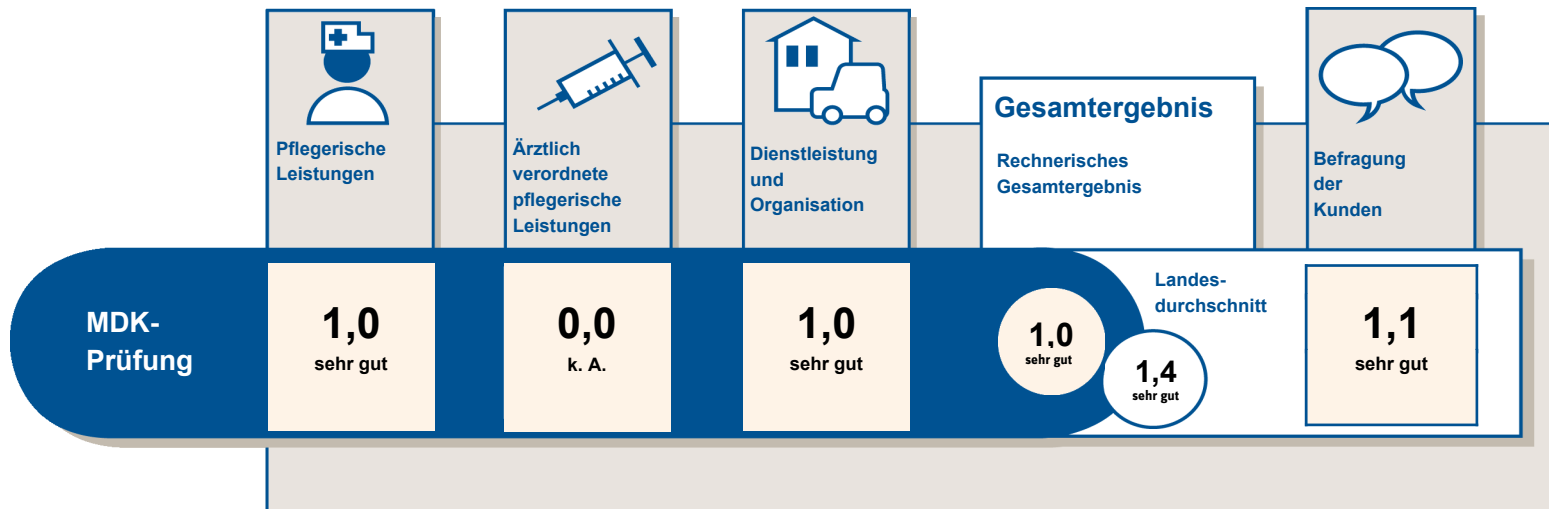 Pflegerische
Leistungen
Ärztlich
verordnete
pflegerische
Leistungen
Dienstleistung
und
Organisation
Gesamtergebnis
Rechnerisches
Gesamtergebnis
Befragung
der
Kunden
MDK-
Prüfung
1,0
sehr gut
0,0
k. A.
1,0
sehr gut
1,0
sehr gut
Landes-
durchschnitt
1,4
sehr gut
1,1
sehr gut